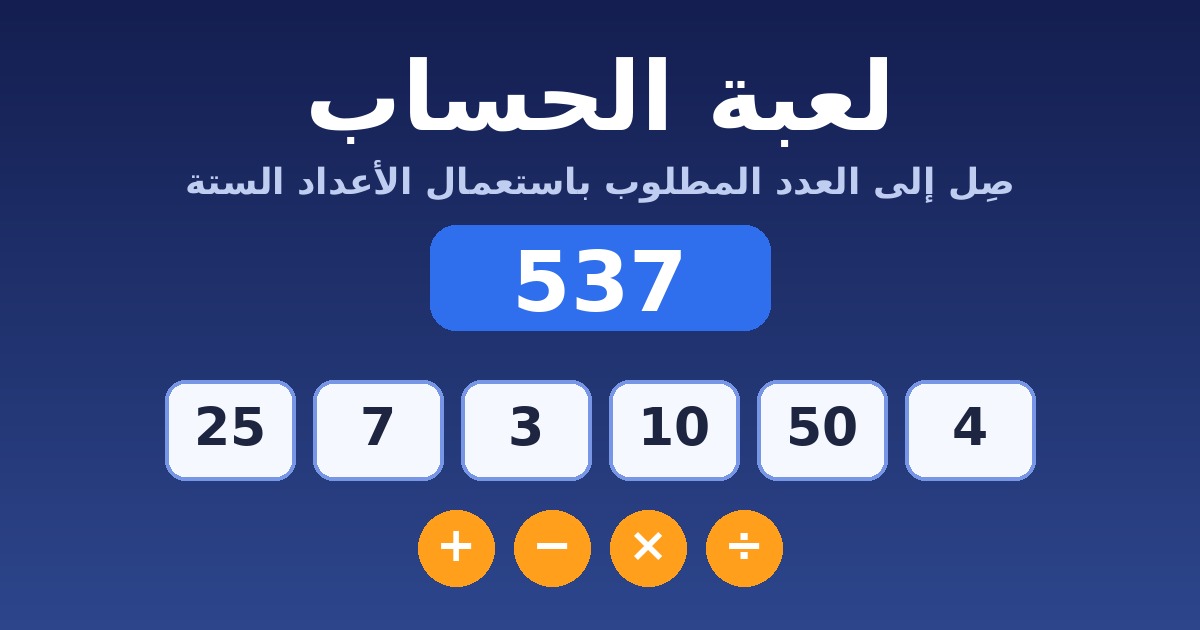 لعبة الحساب
صِل إلى العدد المطلوب باستعمال الأعداد الستة
537
25 7 3 10 50 4
+ − × ÷